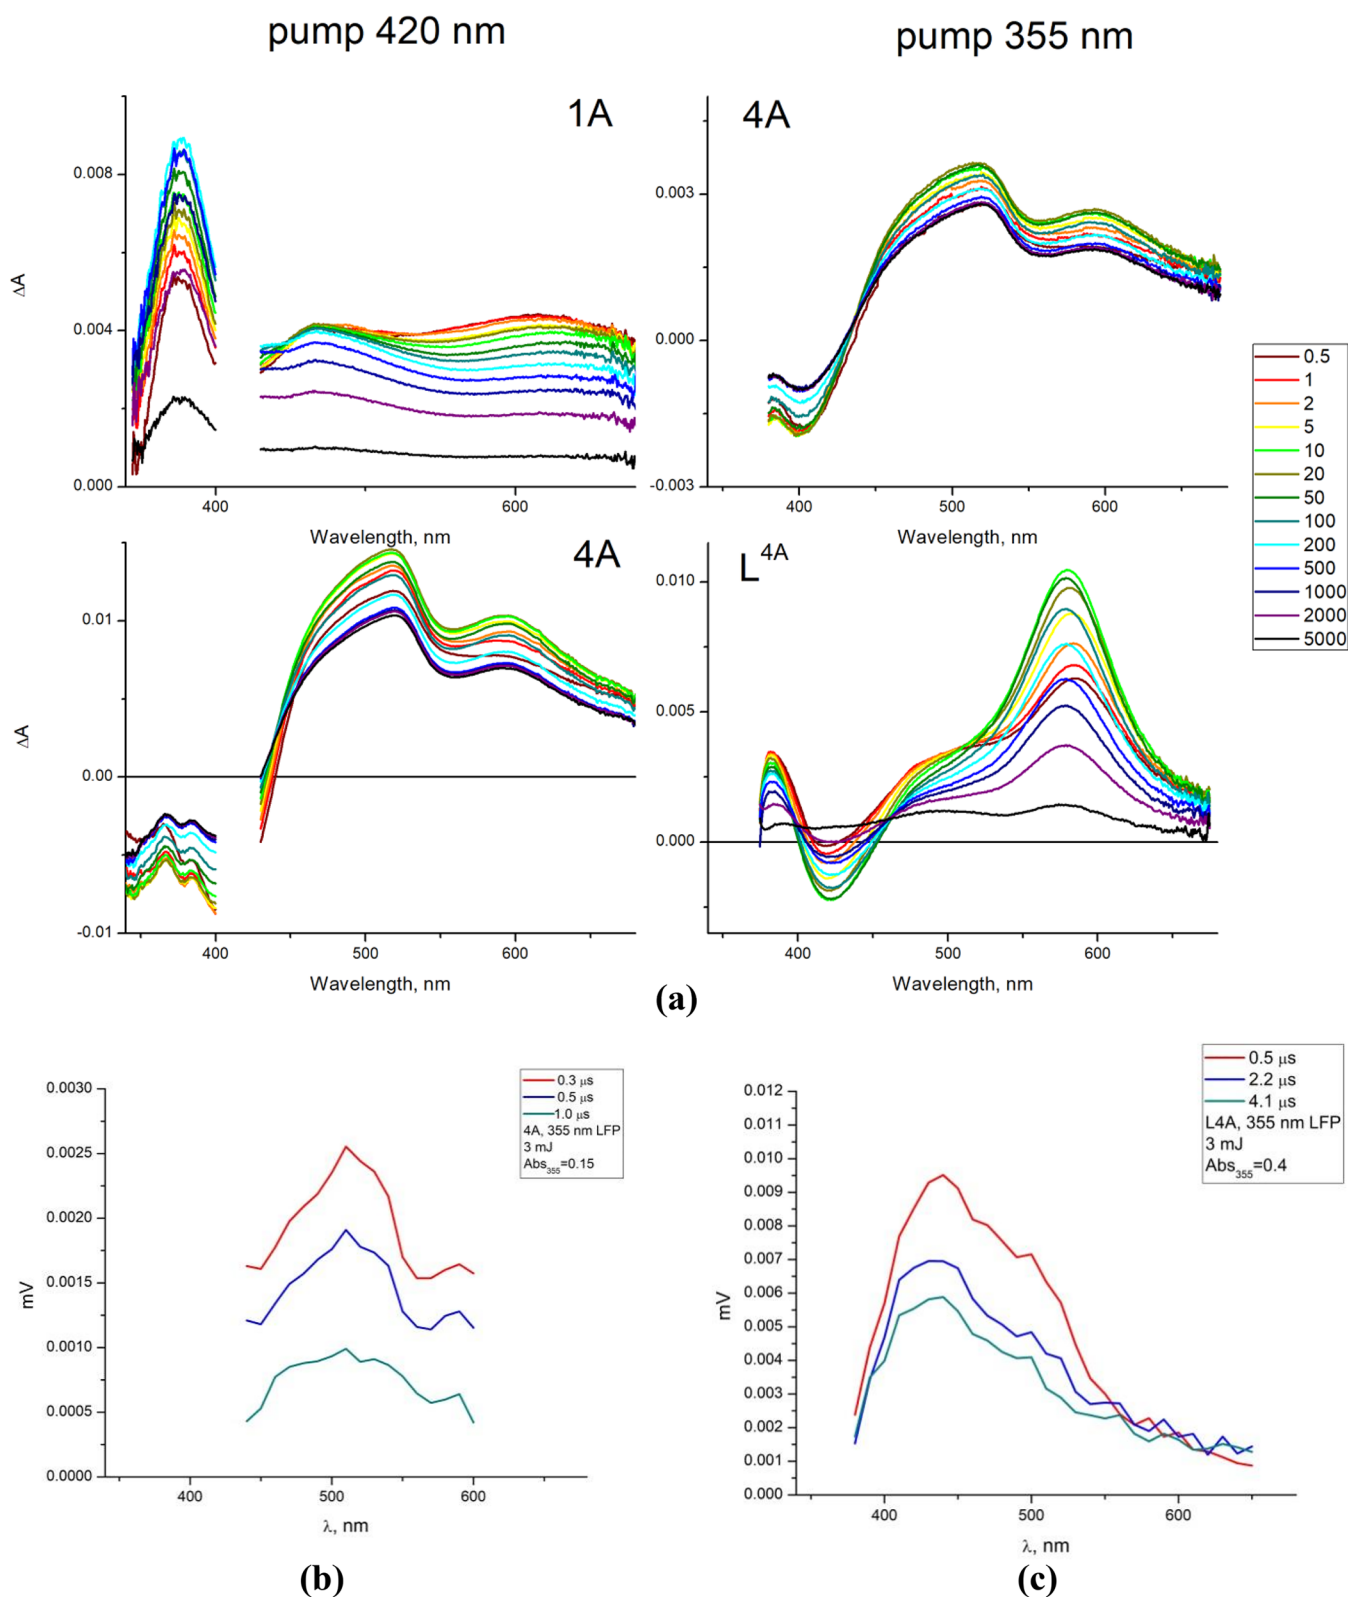 pump 420 nm
pump 355 nm
1A
0.008
0.004
0.000
ΔA
400
600
Wavelength, nm
4A
0.003
0.000
-0.003
400
500
600
Wavelength, nm
0.5
1
2
5
10
20
50
100
200
500
1000
2000
5000
4A
0.01
0.00
-0.01
ΔA
400
500
600
Wavelength, nm
L4A
0.010
0.005
0.000
400
500
600
Wavelength, nm
(a)
0.0030
0.0025
0.0020
0.0015
0.0010
0.0005
0.0000
mV
0.3 μs
0.5 μs
1.0 μs
4A, 355 nm LFP
3 mJ
Abs355=0.15
400
500
600
λ, nm
(b)
0.012
0.011
0.010
0.009
0.008
0.007
0.006
0.005
0.004
0.003
0.002
0.001
0.000
mV
0.5 μs
2.2 μs
4.1 μs
L4A, 355 nm LFP
3 mJ
Abs355=0.4
400
500
600
λ, nm
(c)